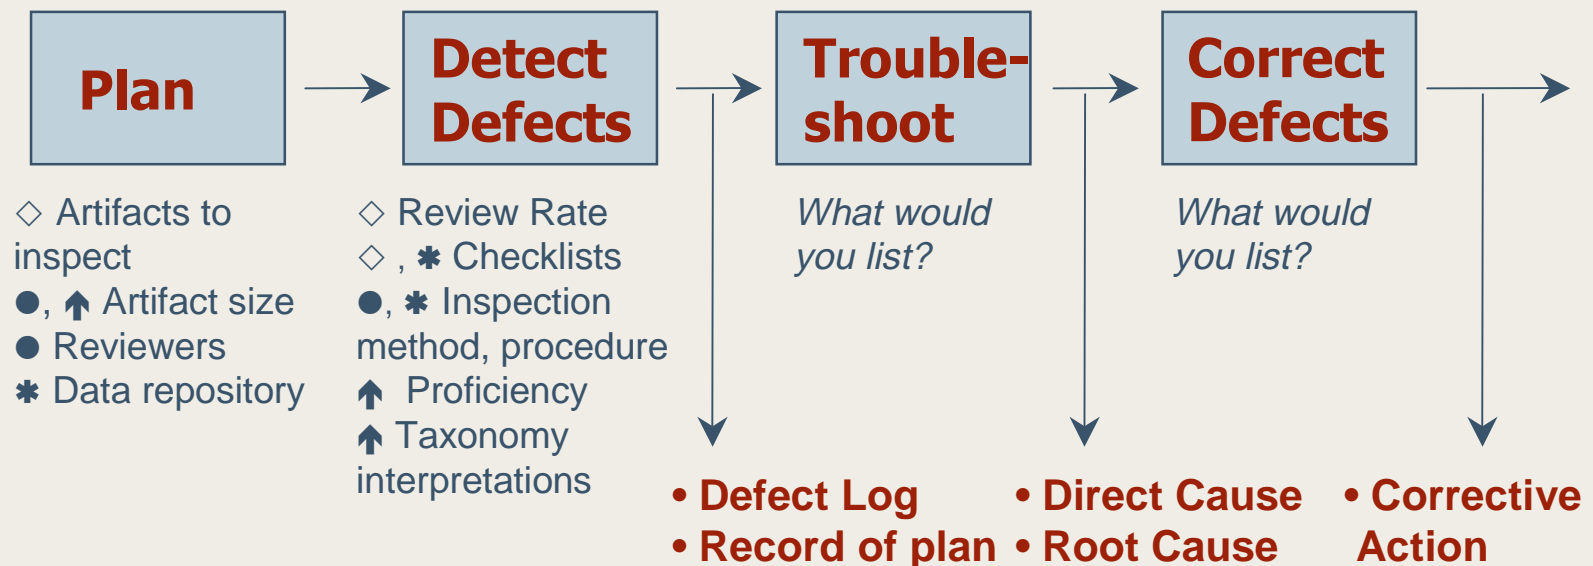 Plan
Detect
Defects
Trouble-
shoot
Correct
Defects
◇ Artifacts to
inspect
●, ↑ Artifact size
● Reviewers
✱ Data repository
◇ Review Rate
◇ , ✱ Checklists
●, ✱ Inspection
method, procedure
↑ Proficiency
↑ Taxonomy
interpretations
What would
you list?
What would
you list?
• Defect Log
• Record of plan
• Direct Cause
• Root Cause
• Corrective
Action